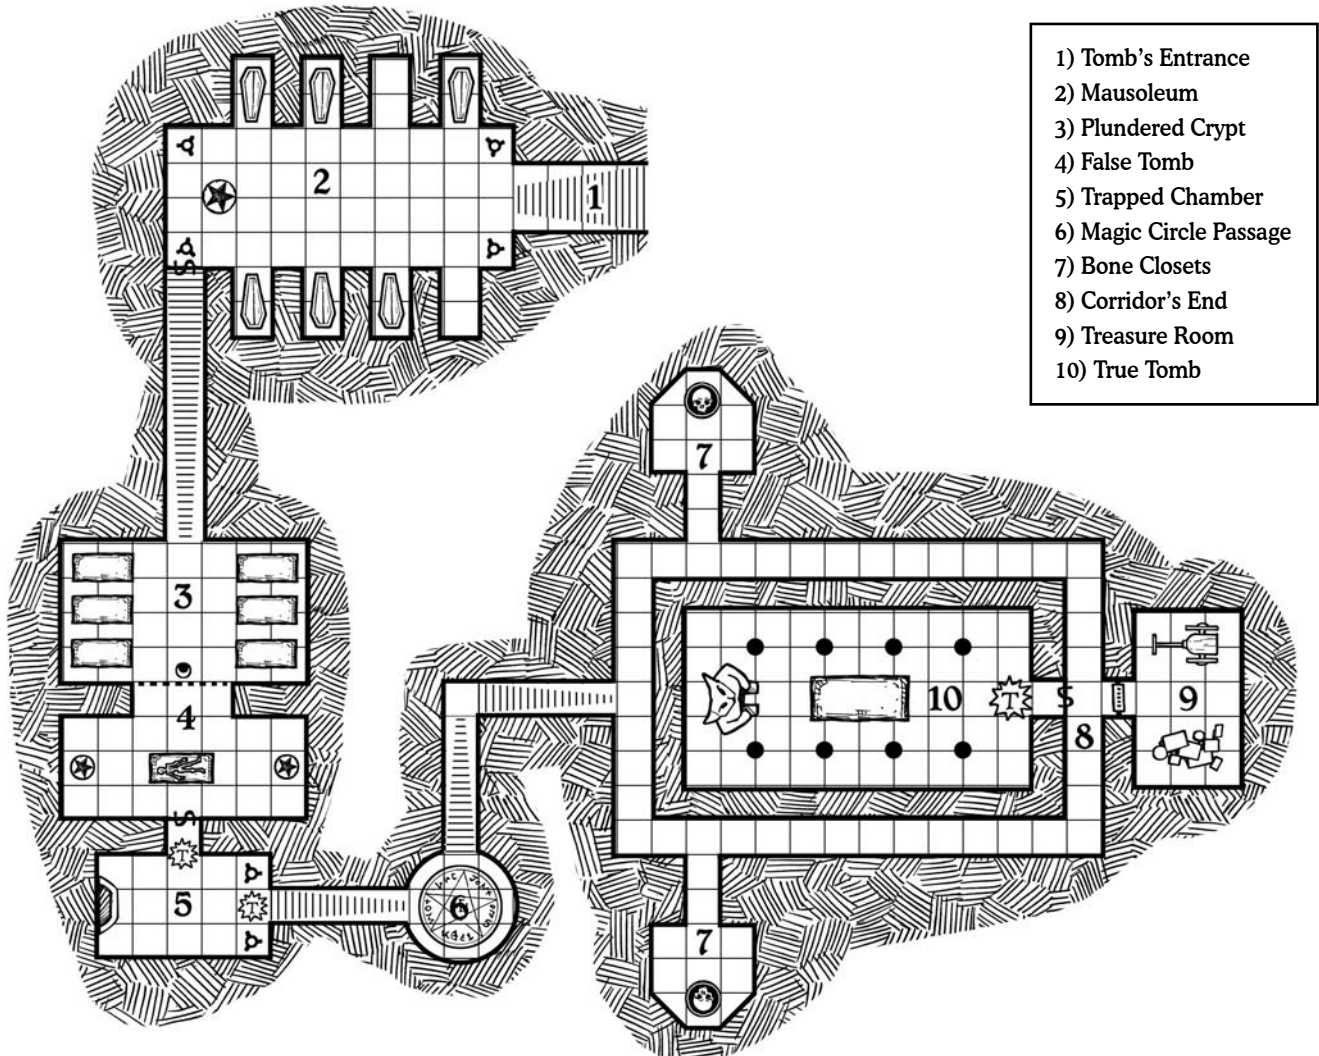 1) Tomb's Entrance
2) Mausoleum
3) Plundered Crypt
4) False Tomb
5) Trapped Chamber
6) Magic Circle Passage
7) Bone Closets
8) Corridor's End
9) Treasure Room
10) True Tomb
2
1
S
7
3
10
T
S
9
4
8
S
T
5
T
6
7